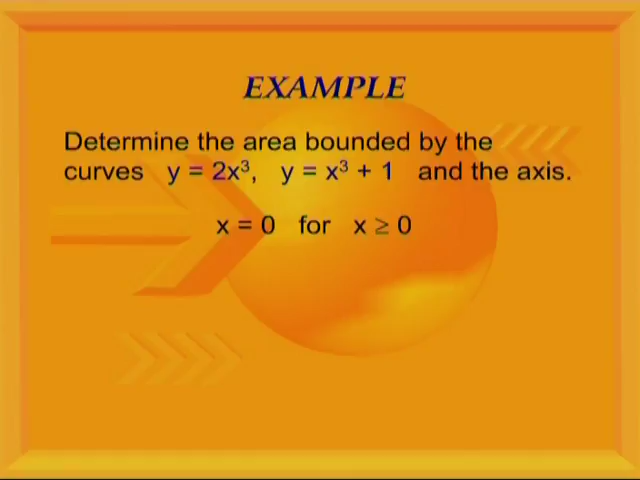 EXAMPLE
Determine the area bounded by the
curves y = 2x³, y = x³ + 1 and the axis.
x = 0 for x ≥ 0